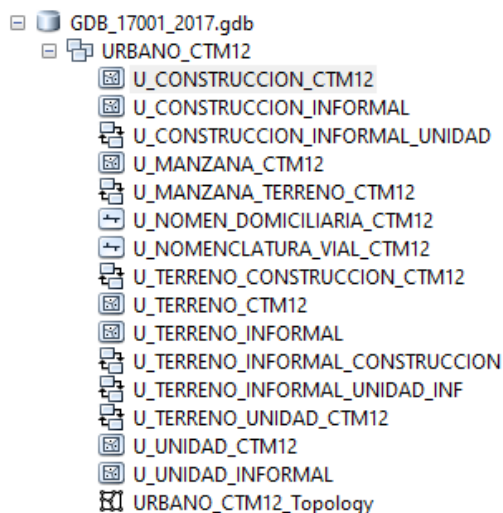 GDB_17001_2017.gdb
URBANO_CTM12
U_CONSTRUCCION_CTM12
U_CONSTRUCCION_INFORMAL
U_CONSTRUCCION_INFORMAL_UNIDAD
U_MANZANA_CTM12
U_MANZANA_TERRENO_CTM12
U_NOMEN_DOMICILIARIA_CTM12
U_NOMENCLATURA_VIAL_CTM12
U_TERRENO_CONSTRUCCION_CTM12
U_TERRENO_CTM12
U_TERRENO_INFORMAL
U_TERRENO_INFORMAL_CONSTRUCCION
U_TERRENO_INFORMAL_UNIDAD_INF
U_TERRENO_UNIDAD_CTM12
U_UNIDAD_CTM12
U_UNIDAD_INFORMAL
URBANO_CTM12_Topology